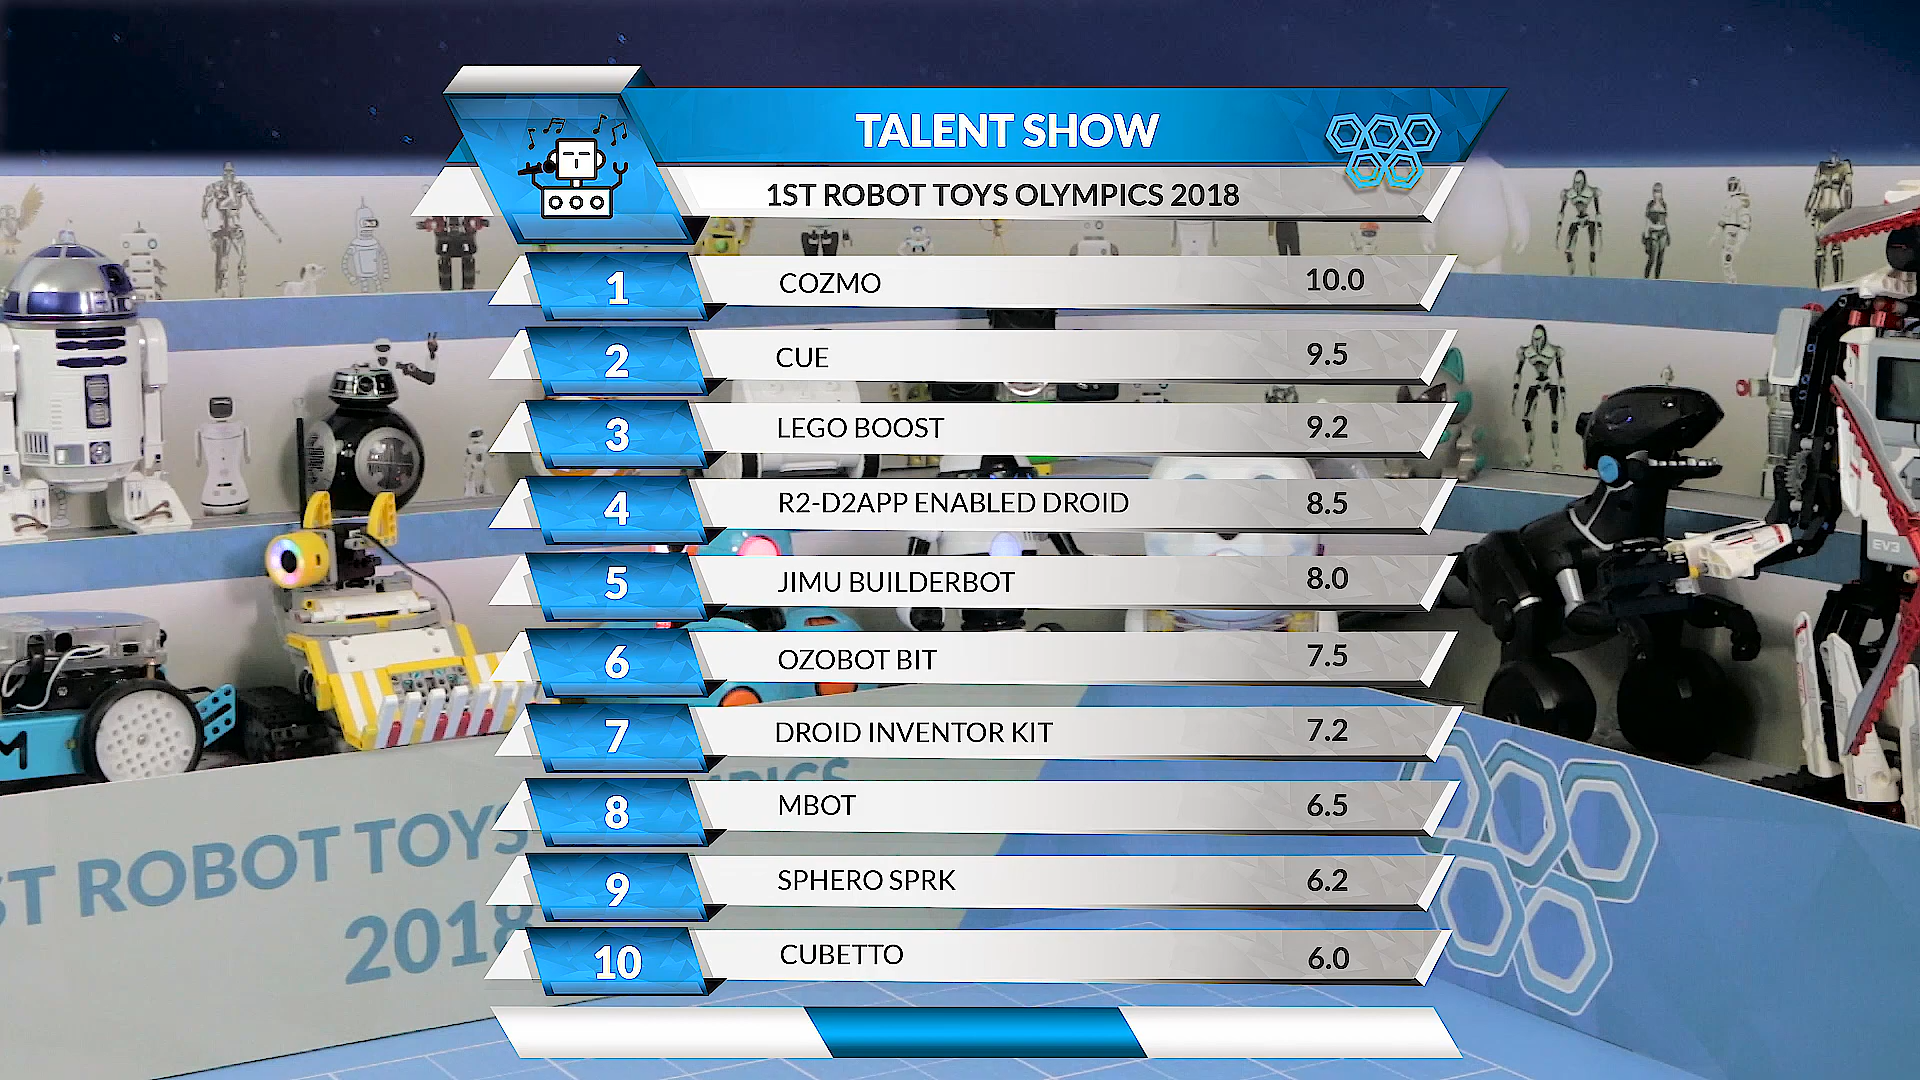 TALENT SHOW
1ST ROBOT TOYS OLYMPICS 2018
1 COZMO 10.0
2 CUE 9.5
3 LEGO BOOST 9.2
4 R2-D2APP ENABLED DROID 8.5
5 JIMU BUILDERBOT 8.0
6 OZOBOT BIT 7.5
7 DROID INVENTOR KIT 7.2
8 MBOT 6.5
9 SPHERO SPRK 6.2
10 CUBETTO 6.0
EV3
M
ST ROBOT TOYS PICS
2018